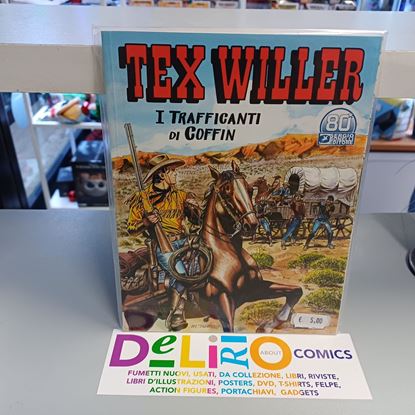 TEX WILLER
I TRAFFICANTI
DI COFFIN
80
SERGIO
BONELLI
EDITORE
€ 5,00
DeLiRiO ABOUT COMICS
FUMETTI NUOVI, USATI, DA COLLEZIONE, LIBRI, RIVISTE,
LIBRI D'ILLUSTRAZIONI, POSTERS, DVD, T-SHIRTS, FELPE,
ACTION FIGURES, PORTACHIAVI, GADGETS